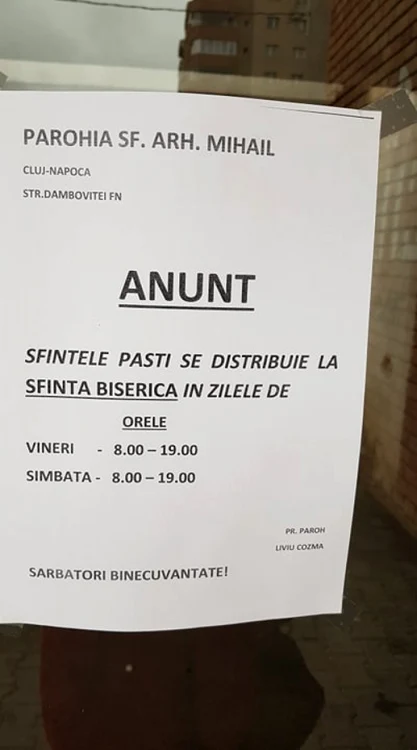 PAROHIA SF. ARH. MIHAIL
CLUJ-NAPOCA
STR.DAMBOVITEI FN
ANUNT
SFINTELE PASTI SE DISTRIBUIE LA
SFINTA BISERICA IN ZILELE DE
ORELE
VINERI - 8.00 – 19.00
SIMBATA - 8.00 – 19.00
PR. PAROH
LIVIU COZMA
SARBATORI BINECUVANTATE!